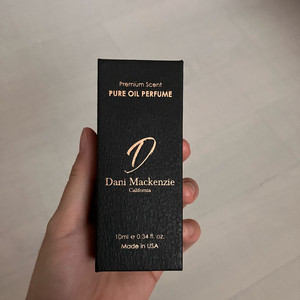 Premium Scent
PURE OIL PERFUME
D
Dani Mackenzie
California
10ml e 0.34 fl. oz.
Made in USA